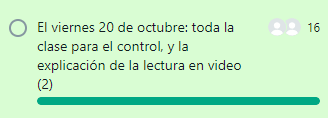 El viernes 20 de octubre: toda la
clase para el control, y la
explicación de la lectura en video
(2)
16